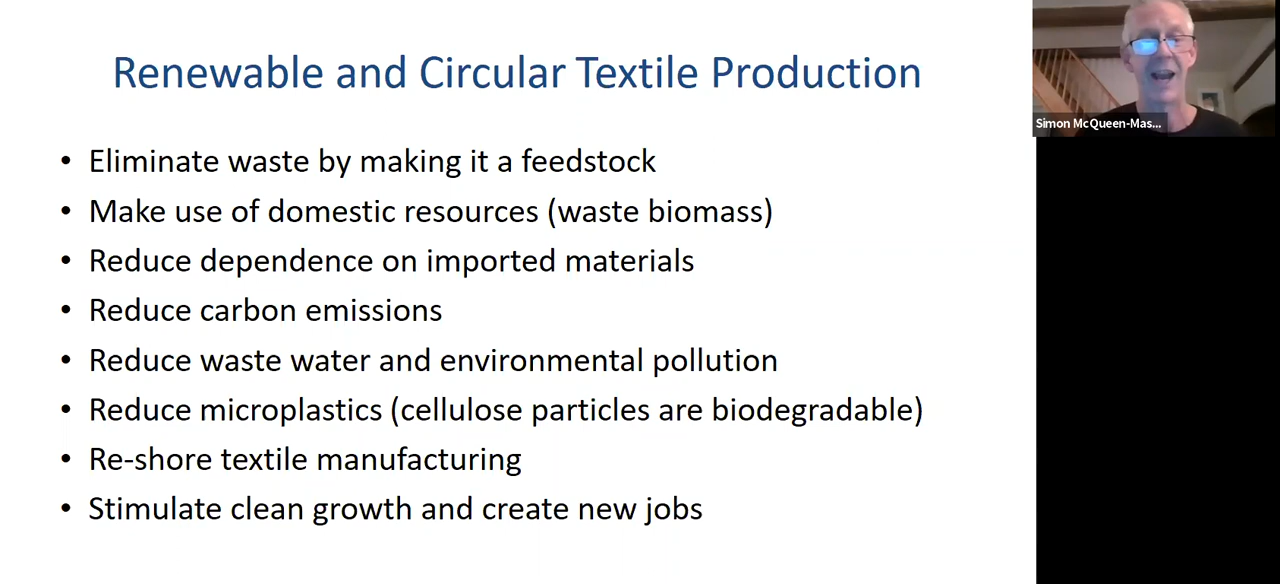 Renewable and Circular Textile Production
• Eliminate waste by making it a feedstock
• Make use of domestic resources (waste biomass)
• Reduce dependence on imported materials
• Reduce carbon emissions
• Reduce waste water and environmental pollution
• Reduce microplastics (cellulose particles are biodegradable)
• Re-shore textile manufacturing
• Stimulate clean growth and create new jobs
Simon McQueen-Mas...